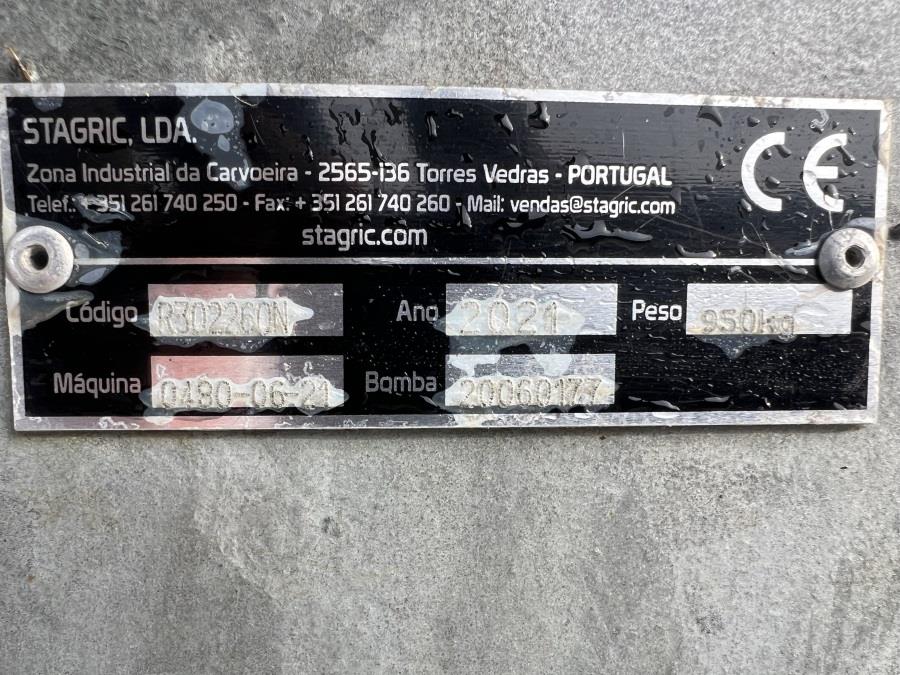 STAGRIC, LDA.
Zona Industrial da Carvoeira - 2565-136 Torres Vedras - PORTUGAL
Telef.: + 351 261 740 250 - Fax: + 351 261 740 260 - Mail: vendas@stagric.com
stagric.com
CE
Código R302260N Ano 2021 Peso 950kg
Máquina 0480-06-21 Bomba 20060177